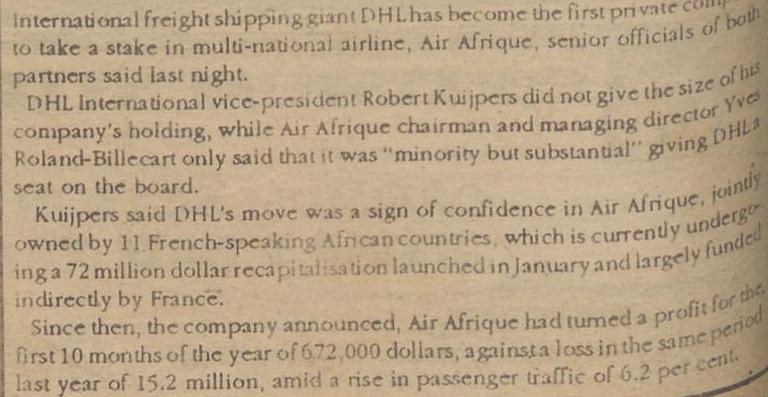 International freight shipping giant DHL has become the first private
to take a stake in multi-national airline, Air Afrique, senior officials of both
partners said last night.
DHL International vice-president Robert Kuijpers did not give the size of his
company's holding, while Air Afrique chairman and managing director Yves
Roland-Billecart only said that it was "minority but substantial" giving DHL a
seat on the board.
Kuijpers said DHL's move was a sign of confidence in Air Afrique, jointly
owned by 11 French-speaking African countries, which is currently undergo-
ing a 72 million dollar recapitalisation launched in January and largely funded
indirectly by France.
Since then, the company announced, Air Afrique had turned a profit for the
first 10 months of the year of 672,000 dollars, against a loss in the same period
last year of 15.2 million, amid a rise in passenger traffic of 6.2 per cent.